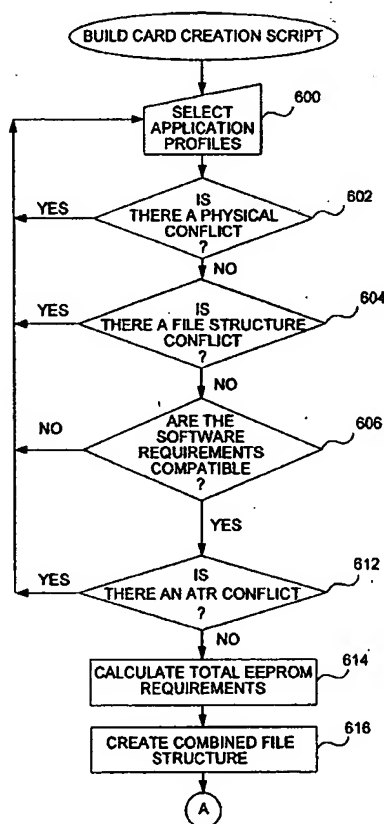 BUILD CARD CREATION SCRIPT
SELECT
APPLICATION
PROFILES
600
IS
THERE A PHYSICAL
CONFLICT
?
602
YES
NO
IS
THERE A FILE STRUCTURE
CONFLICT
?
604
YES
NO
ARE THE
SOFTWARE
REQUIREMENTS
COMPATIBLE
?
606
NO
YES
IS
THERE AN ATR CONFLICT
?
612
YES
NO
CALCULATE TOTAL EEPROM
REQUIREMENTS
614
CREATE COMBINED FILE
STRUCTURE
616
A